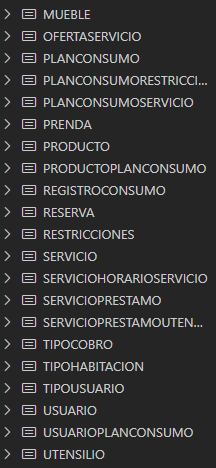 MUEBLE
OFERTASERVICIO
PLANCONSUMO
PLANCONSUMORESTRICCI...
PLANCONSUMOSERVICIO
PRENDA
PRODUCTO
PRODUCTOPLANCONSUMO
REGISTROCONSUMO
RESERVA
RESTRICCIONES
SERVICIO
SERVICIOHORARIOSERVICIO
SERVICIOPRESTAMO
SERVICIOPRESTAMOUTEN...
TIPOCOBRO
TIPOHABITACION
TIPOUSUARIO
USUARIO
USUARIOPLANCONSUMO
UTENSILIO